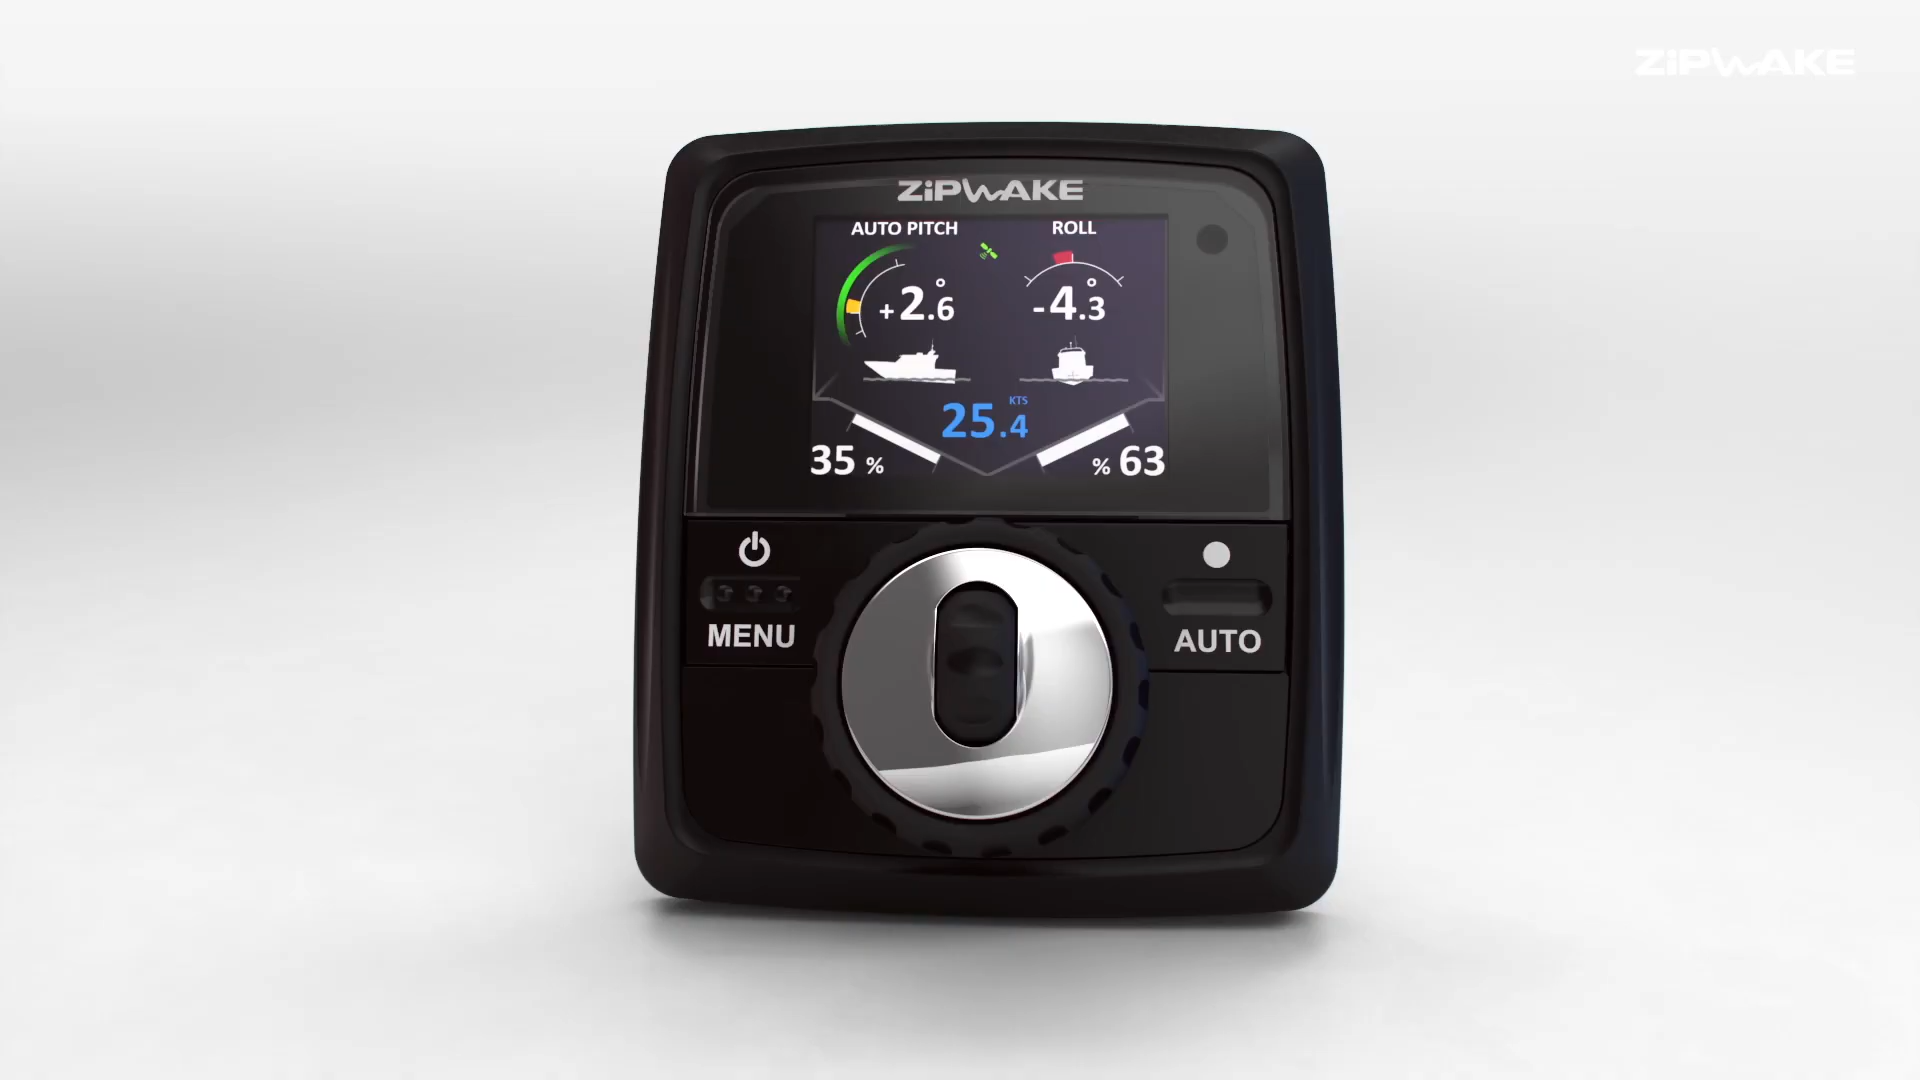 ZIPWAKE
ZIPWAKE
AUTO PITCH
ROLL
+2.6°
-4.3°
KTS
25.4
35 %
% 63
MENU
AUTO